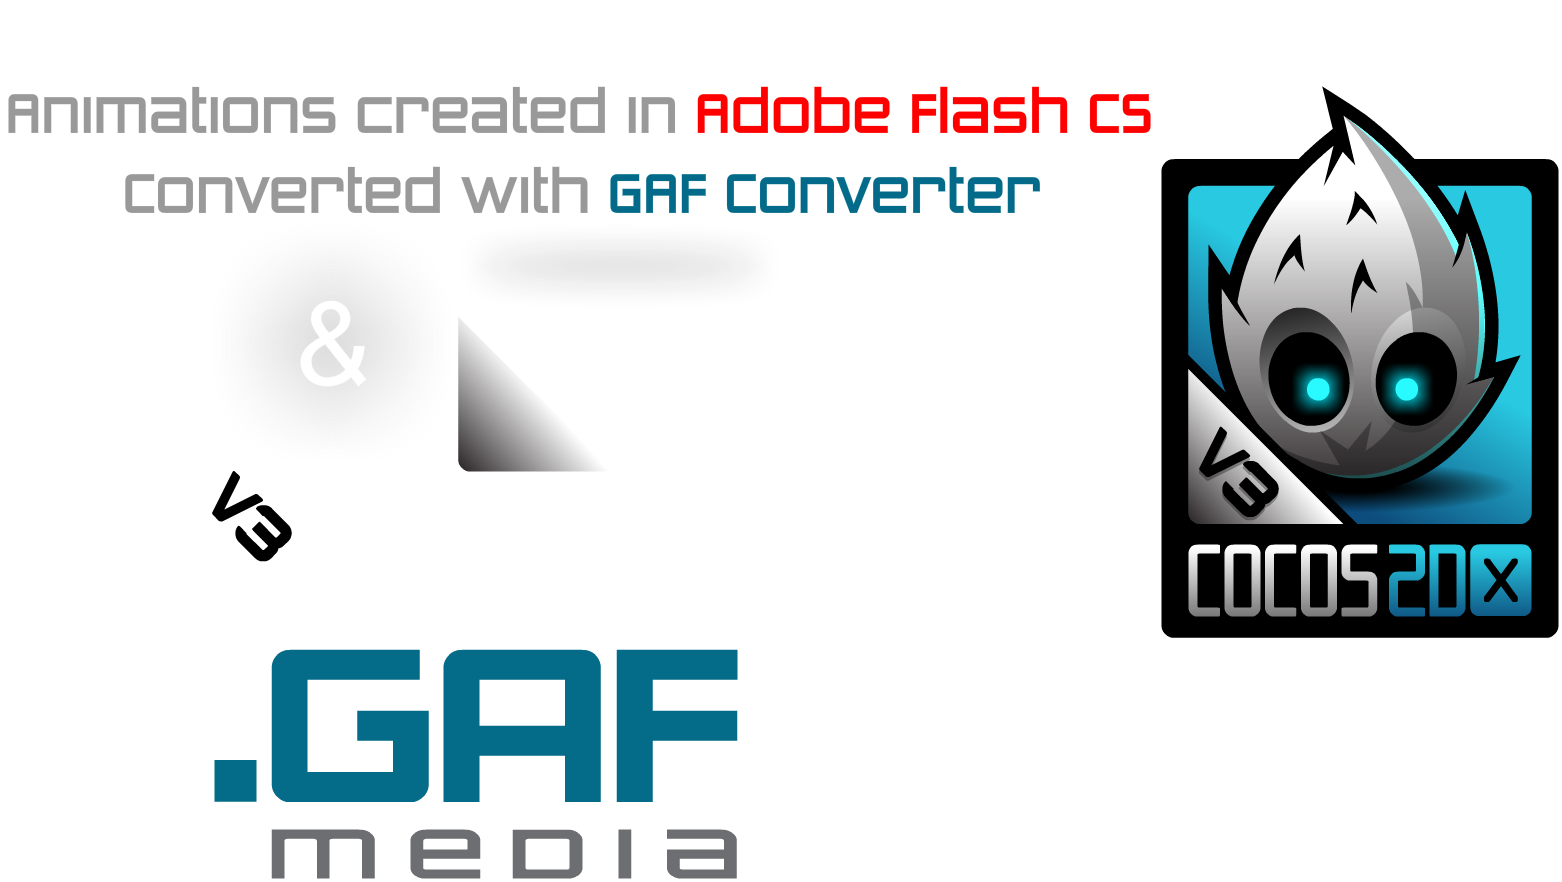 Animations created in Adobe Flash CS
Converted with GAF Converter
&
V3
V3
COCOS2DX
.GAF
media